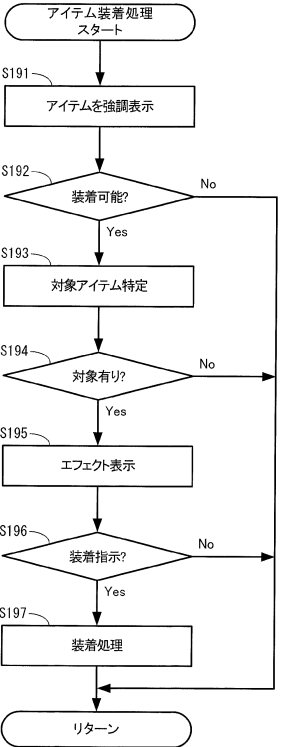 アイテム装着処理
スタート
S191
アイテムを強調表示
S192
装着可能?
No
Yes
S193
対象アイテム特定
S194
対象有り?
No
Yes
S195
エフェクト表示
S196
装着指示?
No
Yes
S197
装着処理
リターン